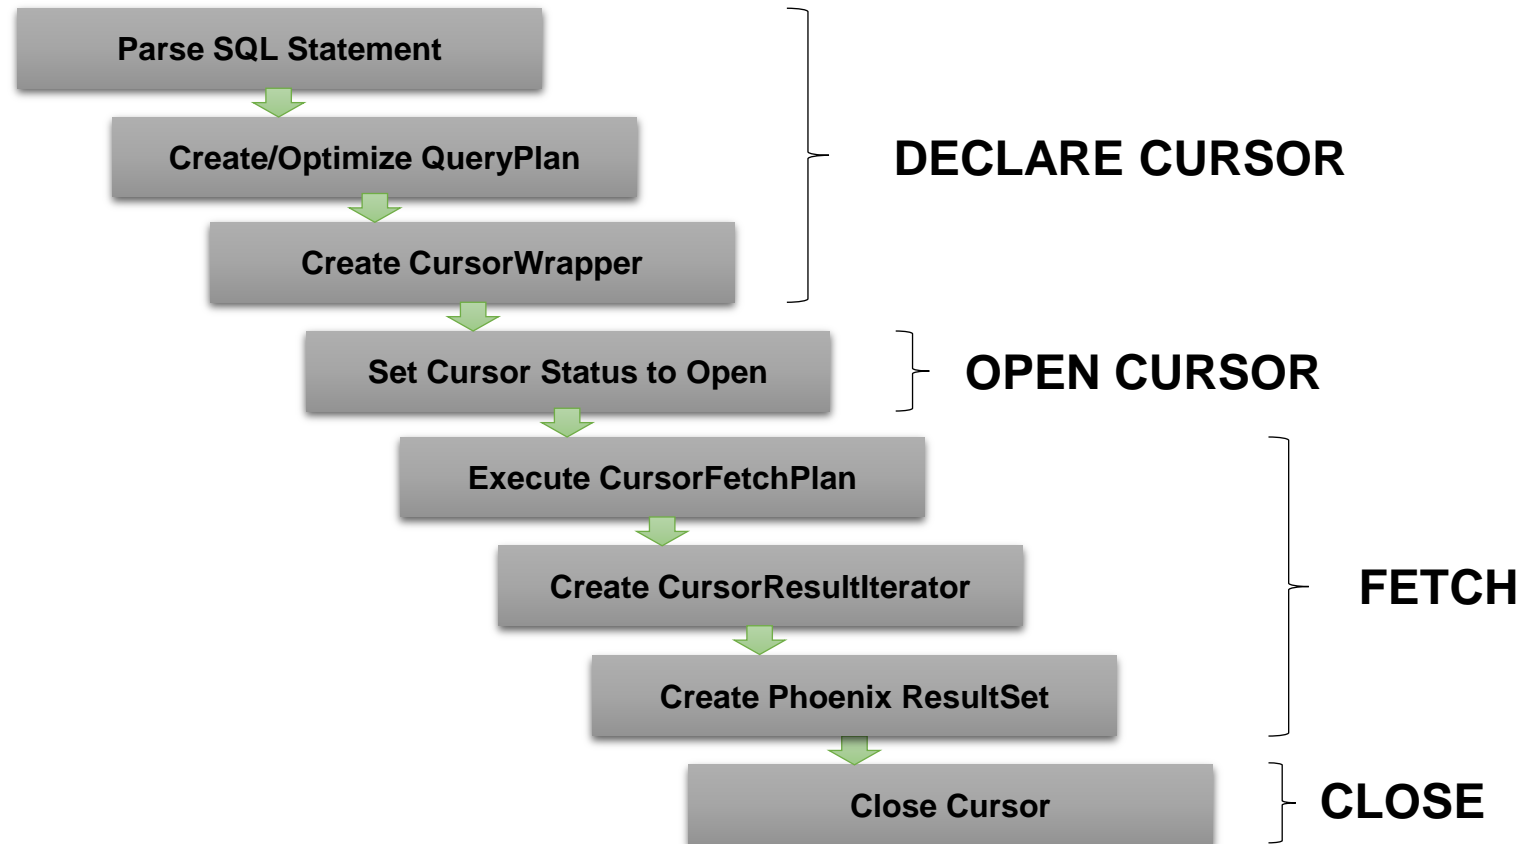 Parse SQL Statement
Create/Optimize QueryPlan
DECLARE CURSOR
Create CursorWrapper
Set Cursor Status to Open
OPEN CURSOR
Execute CursorFetchPlan
Create CursorResultIterator
FETCH
Create Phoenix ResultSet
Close Cursor
CLOSE